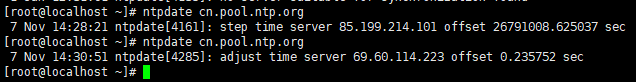 [root@localhost ~]# ntpdate cn.pool.ntp.org
 7 Nov 14:28:21 ntpdate[4161]: step time server 85.199.214.101 offset 26791008.625037 sec
[root@localhost ~]# ntpdate cn.pool.ntp.org
 7 Nov 14:30:51 ntpdate[4285]: adjust time server 69.60.114.223 offset 0.235752 sec
[root@localhost ~]#